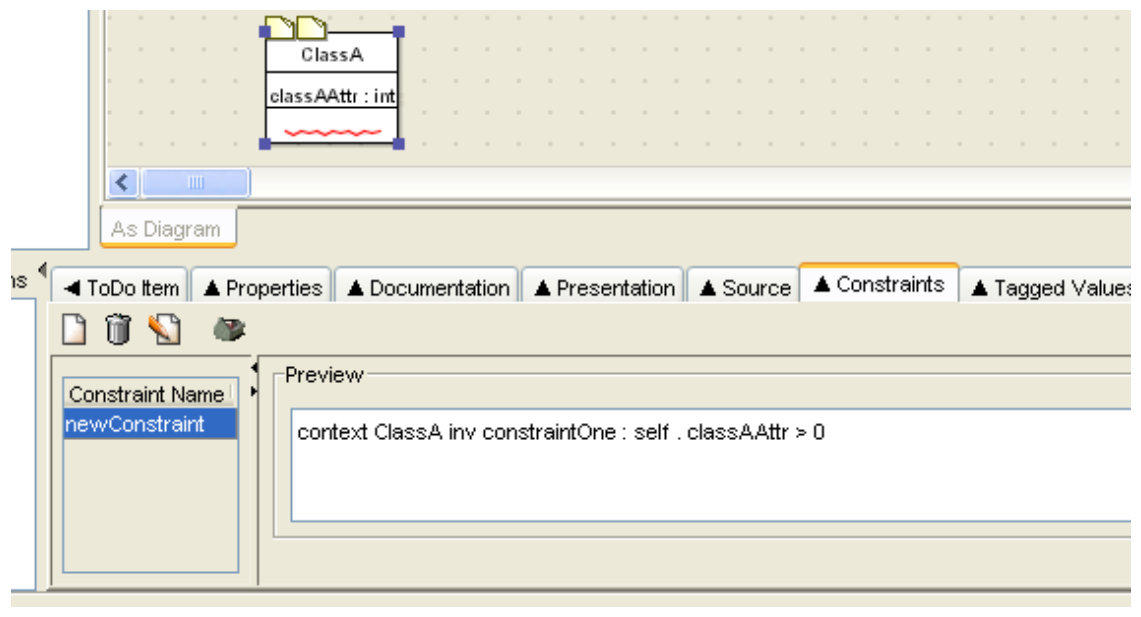 ClassA
classAAttr : int
As Diagram
ns
ToDo Item Properties Documentation Presentation Source Constraints Tagged Values
Constraint Name
Preview
newConstraint
context ClassA inv constraintOne : self . classAAttr > 0